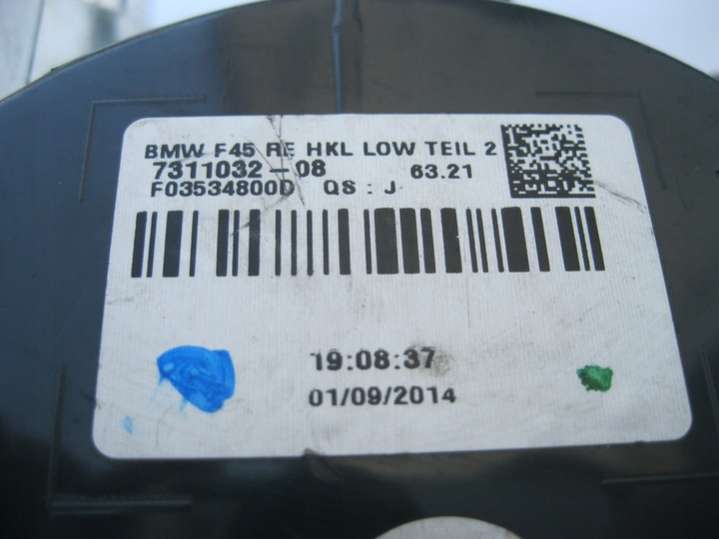 BMW F45 RE HKL LOW TEIL 2
7311032-08 63.21
F03534800D QS : J
19:08:37
01/09/2014